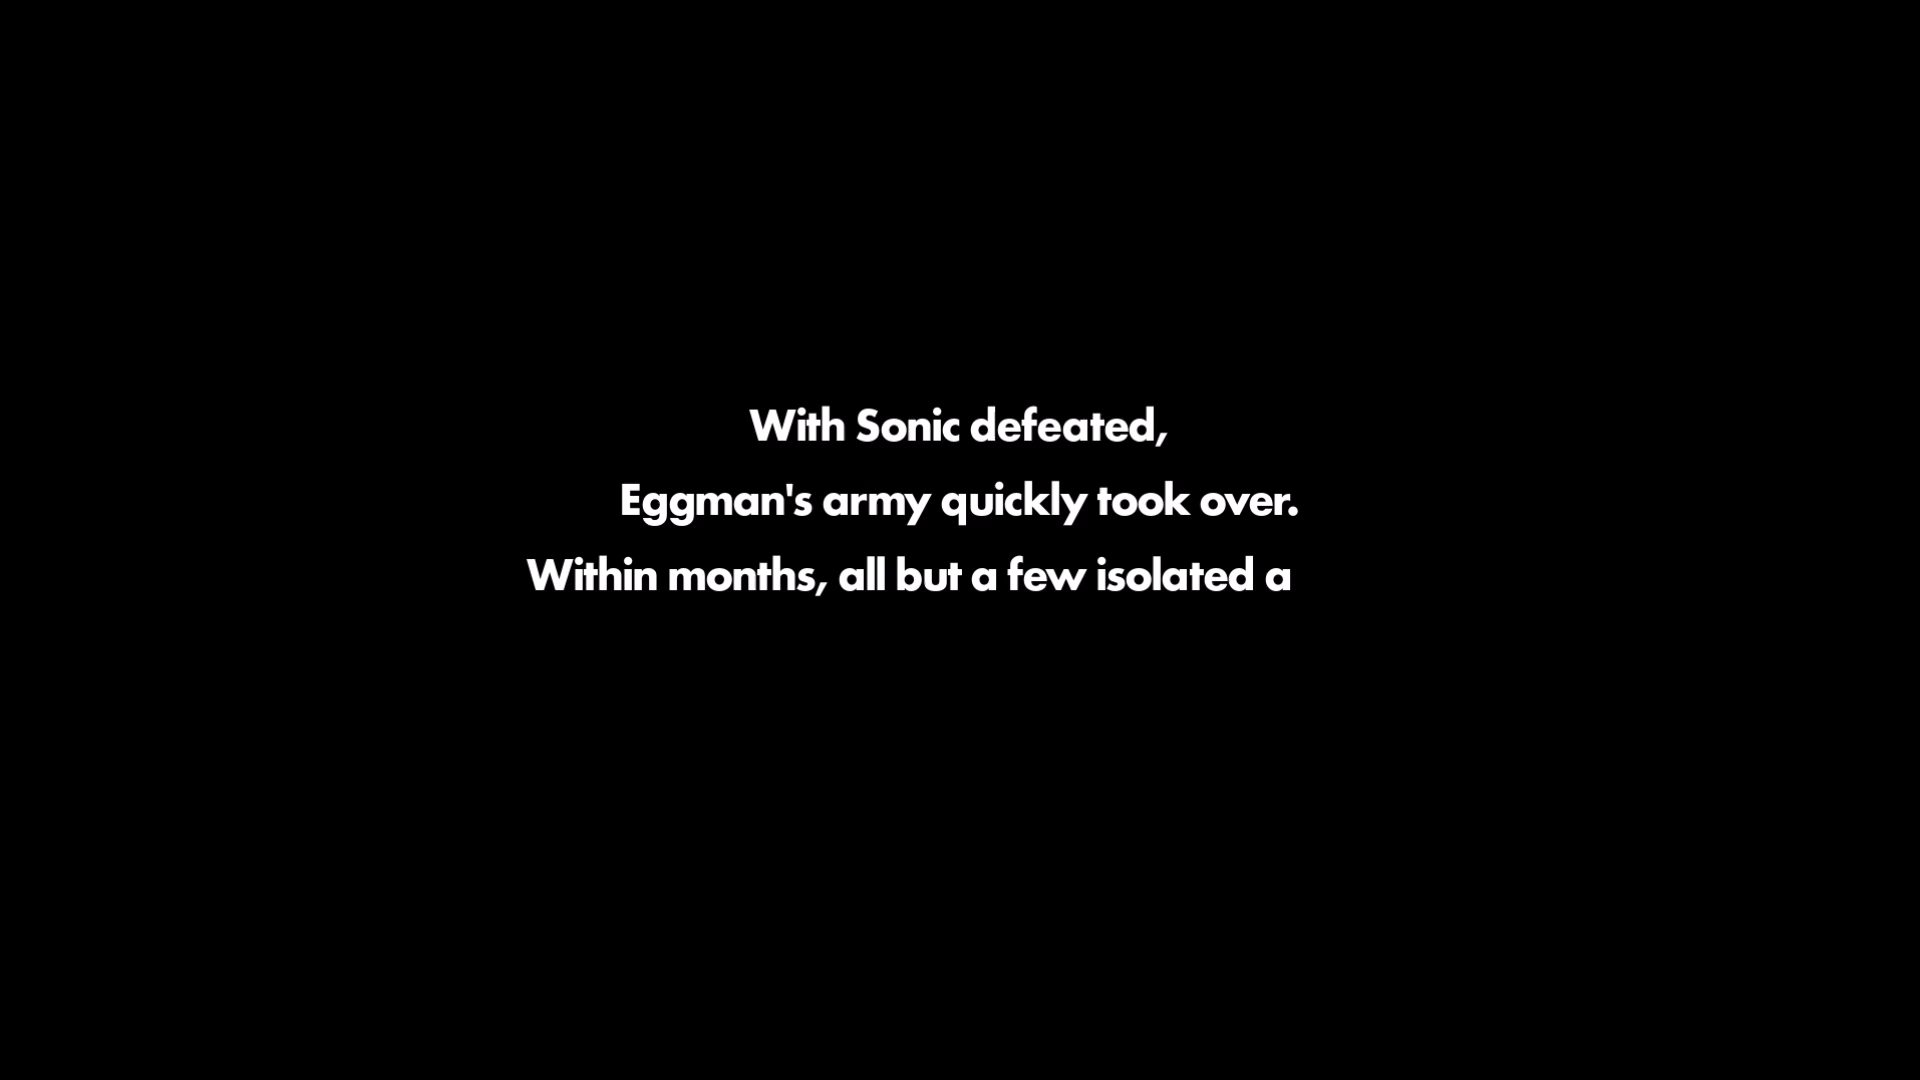 With Sonic defeated,
Eggman's army quickly took over.
Within months, all but a few isolated a